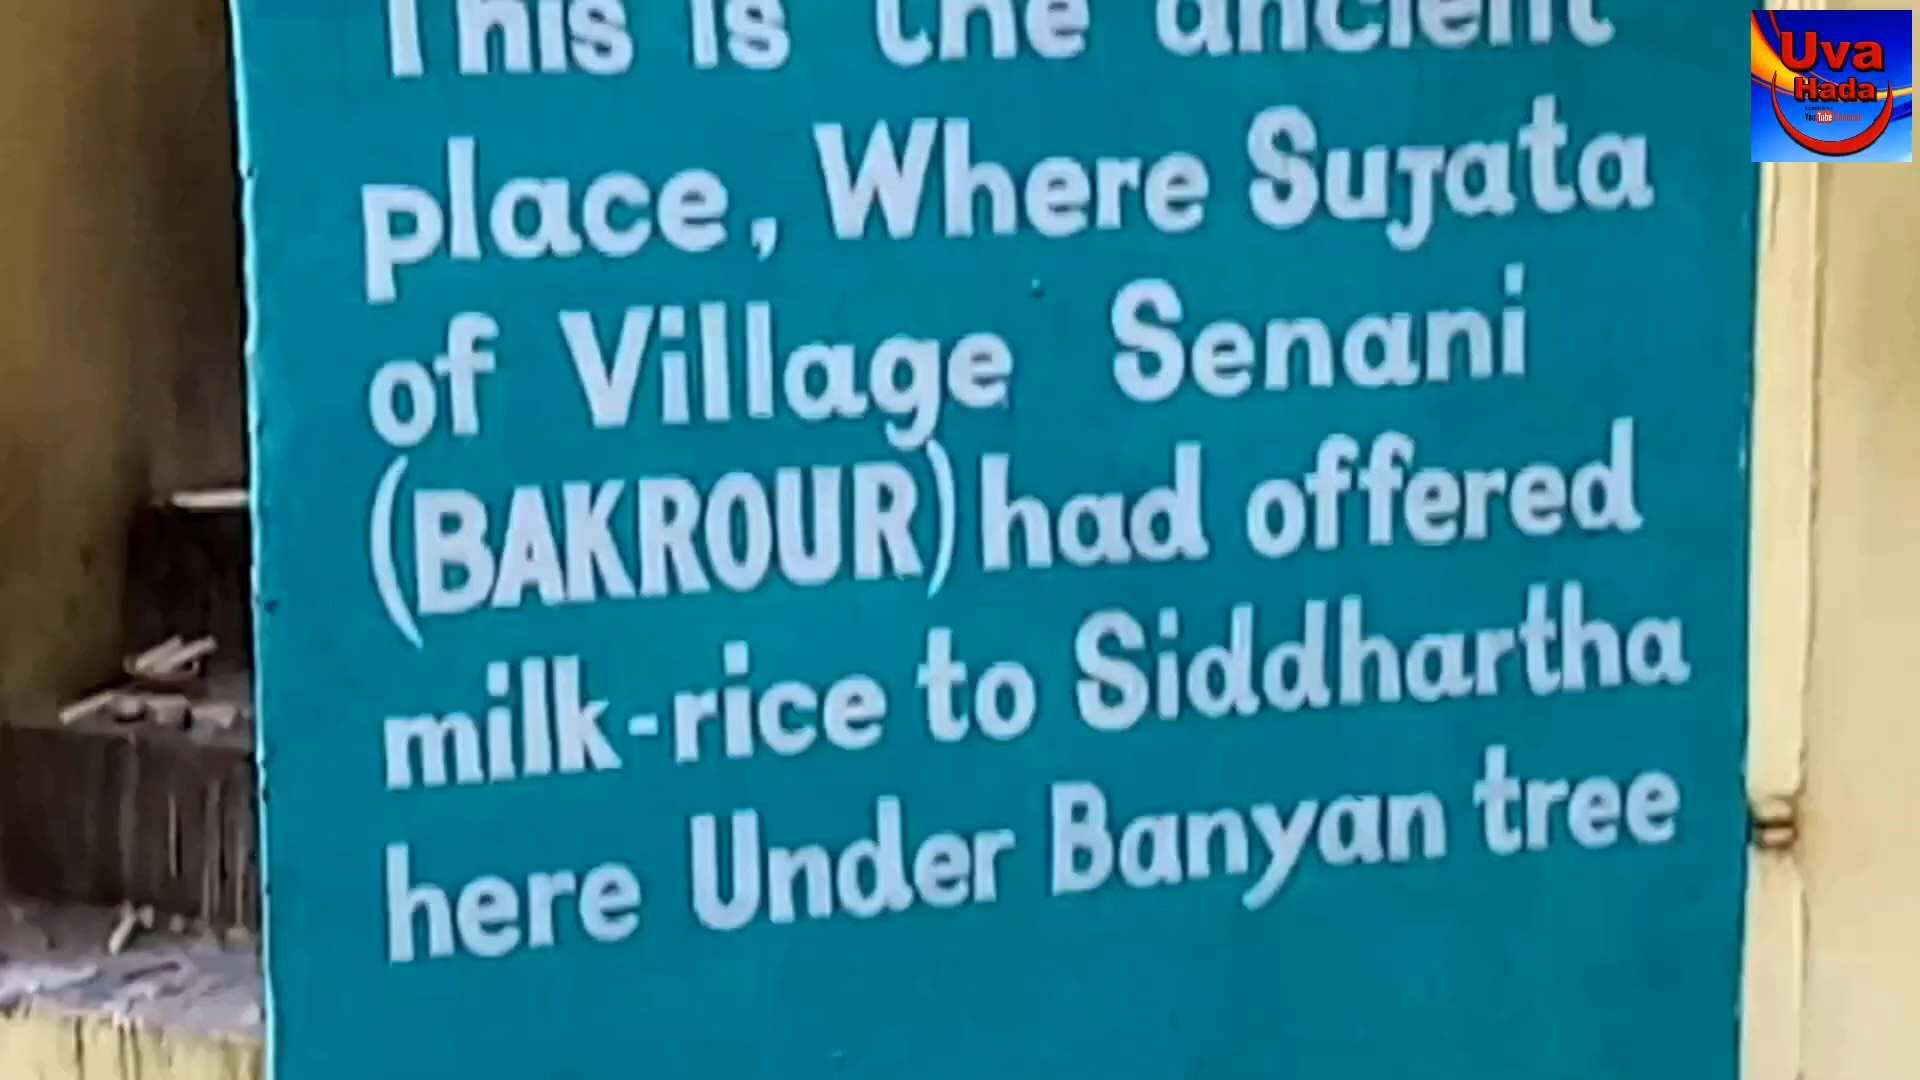 This is the ancient
place, Where Sujata
of Village Senani
(BAKROUR) had offered
milk-rice to Siddhartha
here Under Banyan tree
Uva
Hada
YouTube